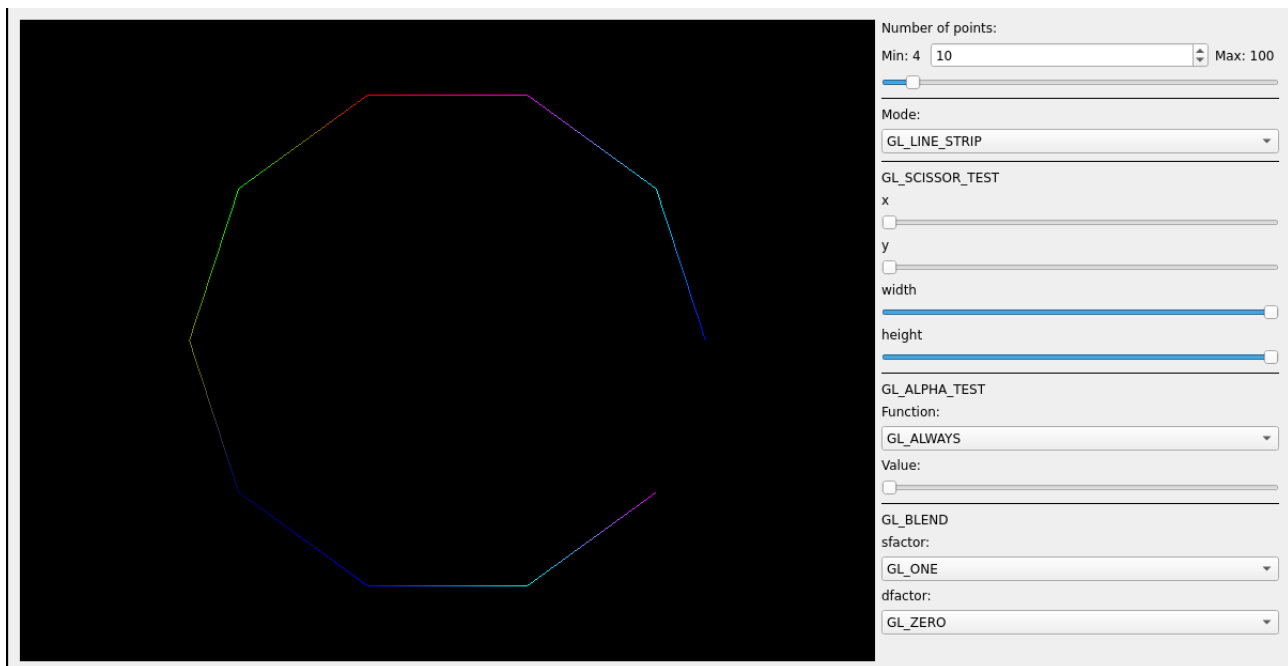 Number of points:
Min: 4 10 Max: 100
Mode:
GL_LINE_STRIP
GL_SCISSOR_TEST
x
y
width
height
GL_ALPHA_TEST
Function:
GL_ALWAYS
Value:
GL_BLEND
sfactor:
GL_ONE
dfactor:
GL_ZERO